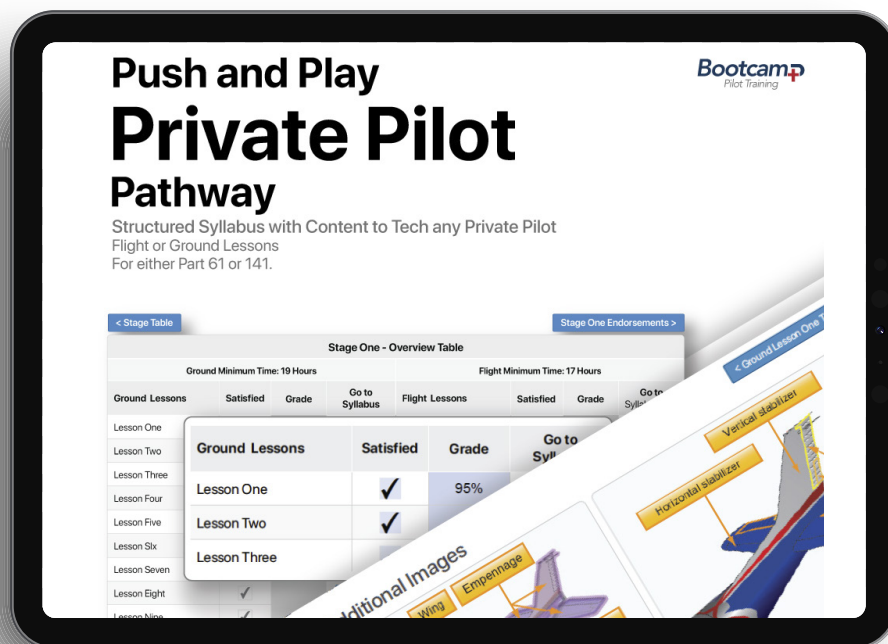 Push and Play
Bootcamp
Pilot Training
Private Pilot
Pathway
Structured Syllabus with Content to Tech any Private Pilot
Flight or Ground Lessons
For either Part 61 or 141.
< Stage Table
Stage One Endorsements >
Stage One - Overview Table
Ground Minimum Time: 19 Hours
Flight Minimum Time: 17 Hours
Ground Lessons Satisfied Grade Go to Syllabus Flight Lessons Satisfied Grade Go to
Lesson One
Lesson Two
Lesson Three
Lesson Four
Lesson Five
Lesson SIx
Lesson Seven
Lesson Eight ✓
Lesson Nine
Ground Lessons Satisfied Grade Go to
Lesson One ✓ 95%
Lesson Two ✓
Lesson Three
< Ground Lesson One
Vertical stabilizer
Horizontal stabilizer
Images
Empennage
Wing